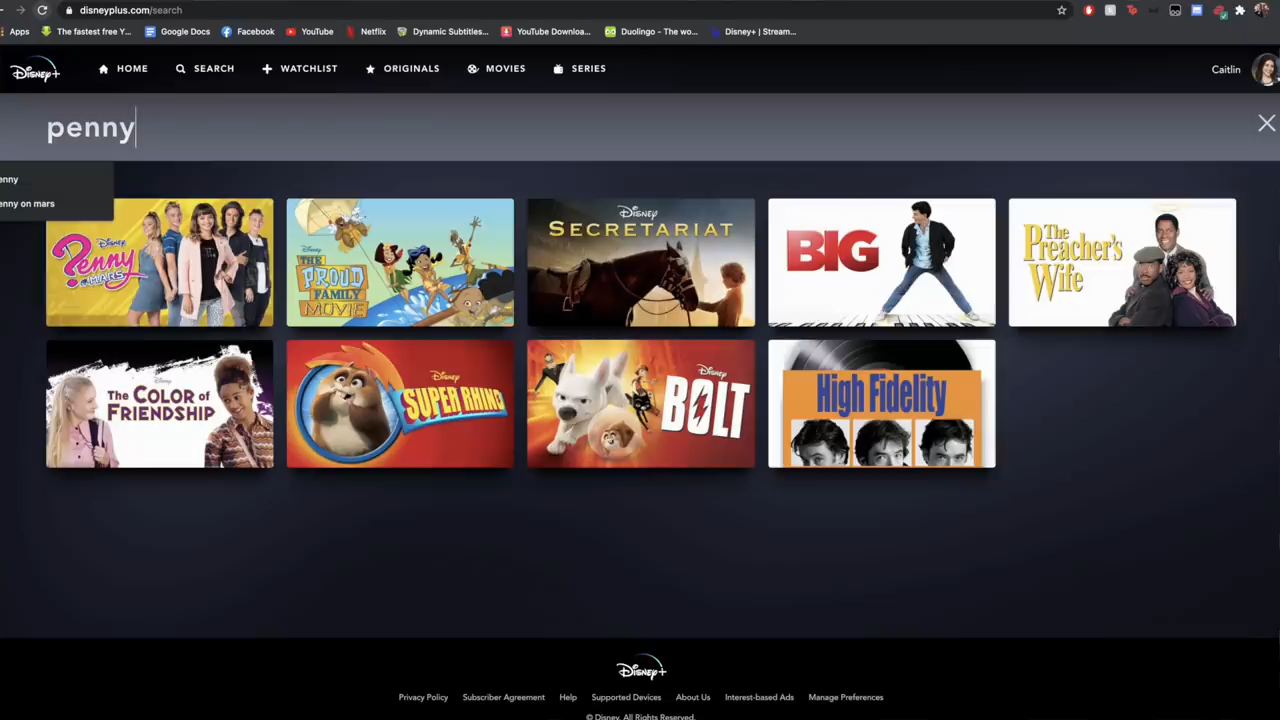 disneyplus.com/search
Apps
The fastest free Y...
Google Docs
Facebook
YouTube
Netflix
Dynamic Subtitles...
YouTube Downloa...
Duolingo - The wo...
Disney+ | Stream...
Disney+
HOME
SEARCH
WATCHLIST
ORIGINALS
MOVIES
SERIES
Caitlin
penny
enny
enny on mars
Disney
Penny
ON MARS
Disney
THE
PROUD
FAMILY
MOVIE
Disney
SECRETARIAT
BIG
The
Preacher's
Wife
Disney
The COLOR of
FRIENDSHIP
Disney
SUPER RHINO
Disney
BOLT
High Fidelity
Disney+
Privacy Policy
Subscriber Agreement
Help
Supported Devices
About Us
Interest-based Ads
Manage Preferences
© Disney. All Rights Reserved.